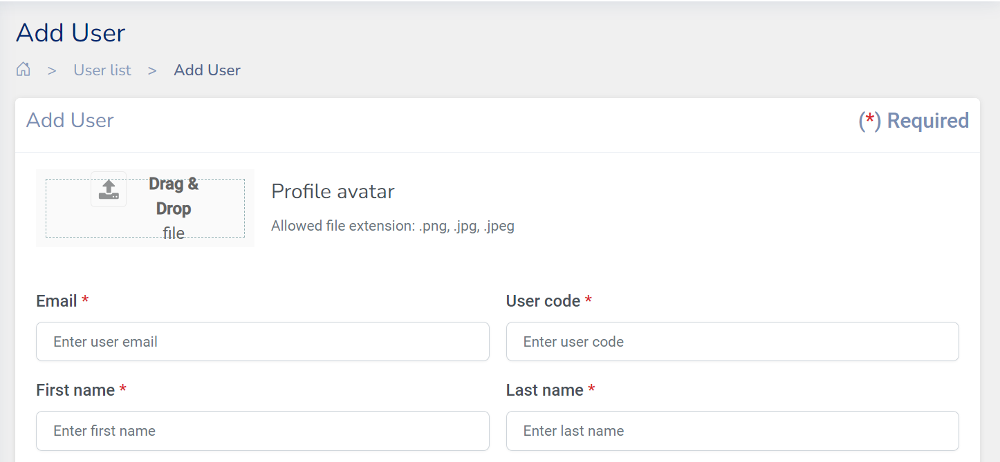 Add User
> User list > Add User
Add User
(*) Required
Drag &
Drop
file
Profile avatar
Allowed file extension: .png, .jpg, .jpeg
Email *
User code *
Enter user email
Enter user code
First name *
Last name *
Enter first name
Enter last name